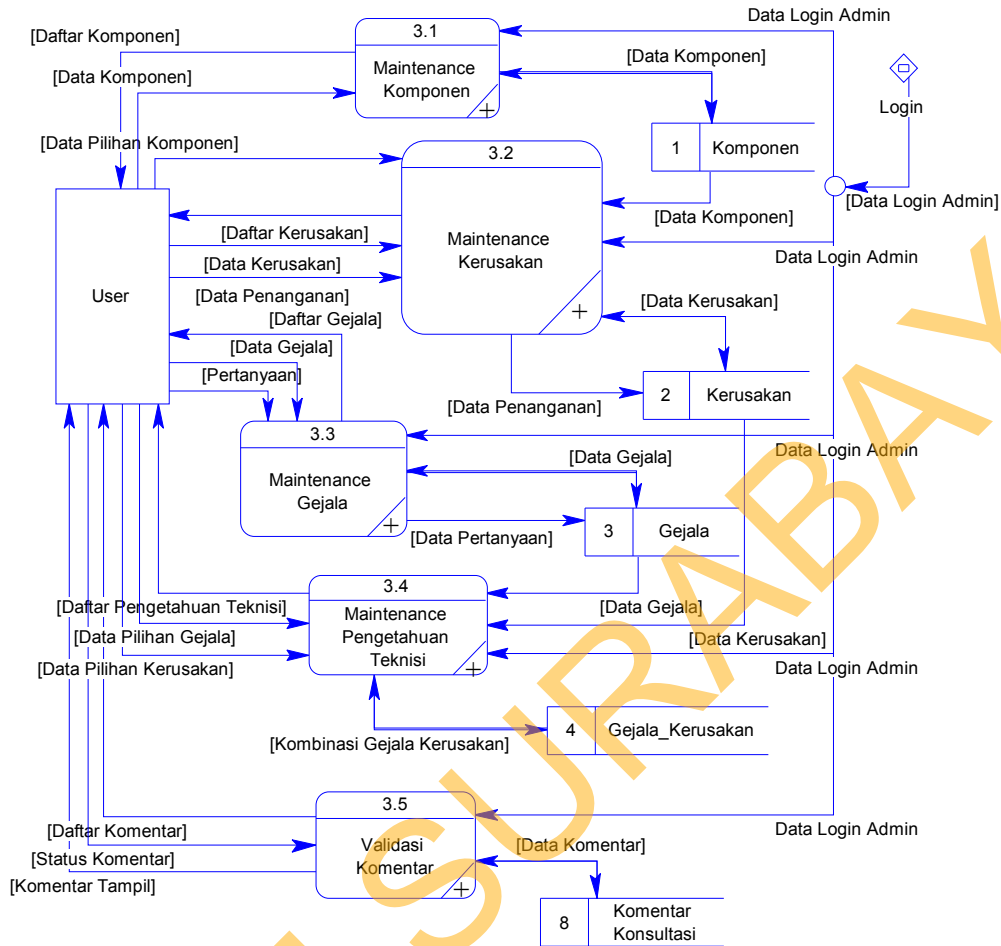 Data Login Admin
3.1
[Daftar Komponen]
[Data Komponen]
[Data Komponen]
Maintenance
Komponen
Login
[Data Pilihan Komponen]
3.2
1
Komponen
[Data Login Admin]
[Data Komponen]
[Daftar Kerusakan]
Maintenance
Kerusakan
Data Login Admin
[Data Kerusakan]
User
[Data Penanganan]
[Data Kerusakan]
[Daftar Gejala]
[Data Gejala]
[Pertanyaan]
2
Kerusakan
[Data Penanganan]
3.3
Data Login Admin
[Data Gejala]
Maintenance
Gejala
3
Gejala
[Data Pertanyaan]
3.4
[Daftar Pengetahuan Teknisi]
Maintenance
Pengetahuan
Teknisi
[Data Gejala]
[Data Pilihan Gejala]
[Data Kerusakan]
[Data Pilihan Kerusakan]
Data Login Admin
4
Gejala_Kerusakan
[Kombinasi Gejala Kerusakan]
3.5
[Daftar Komentar]
Data Login Admin
Validasi
Komentar
[Data Komentar]
[Status Komentar]
[Komentar Tampil]
8
Komentar
Konsultasi
SURABAY